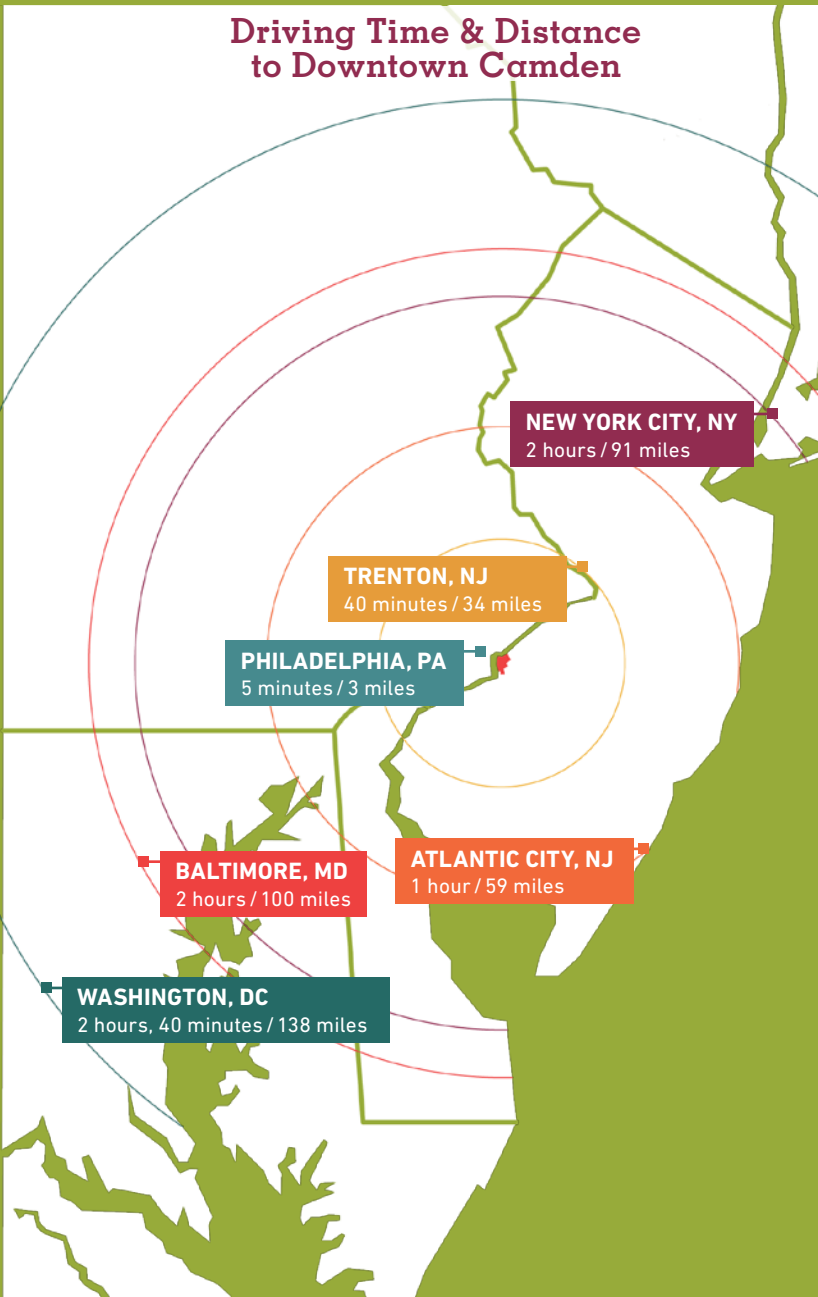 Driving Time & Distance
to Downtown Camden
NEW YORK CITY, NY
2 hours / 91 miles
TRENTON, NJ
40 minutes / 34 miles
PHILADELPHIA, PA
5 minutes / 3 miles
ATLANTIC CITY, NJ
1 hour / 59 miles
BALTIMORE, MD
2 hours / 100 miles
WASHINGTON, DC
2 hours, 40 minutes / 138 miles